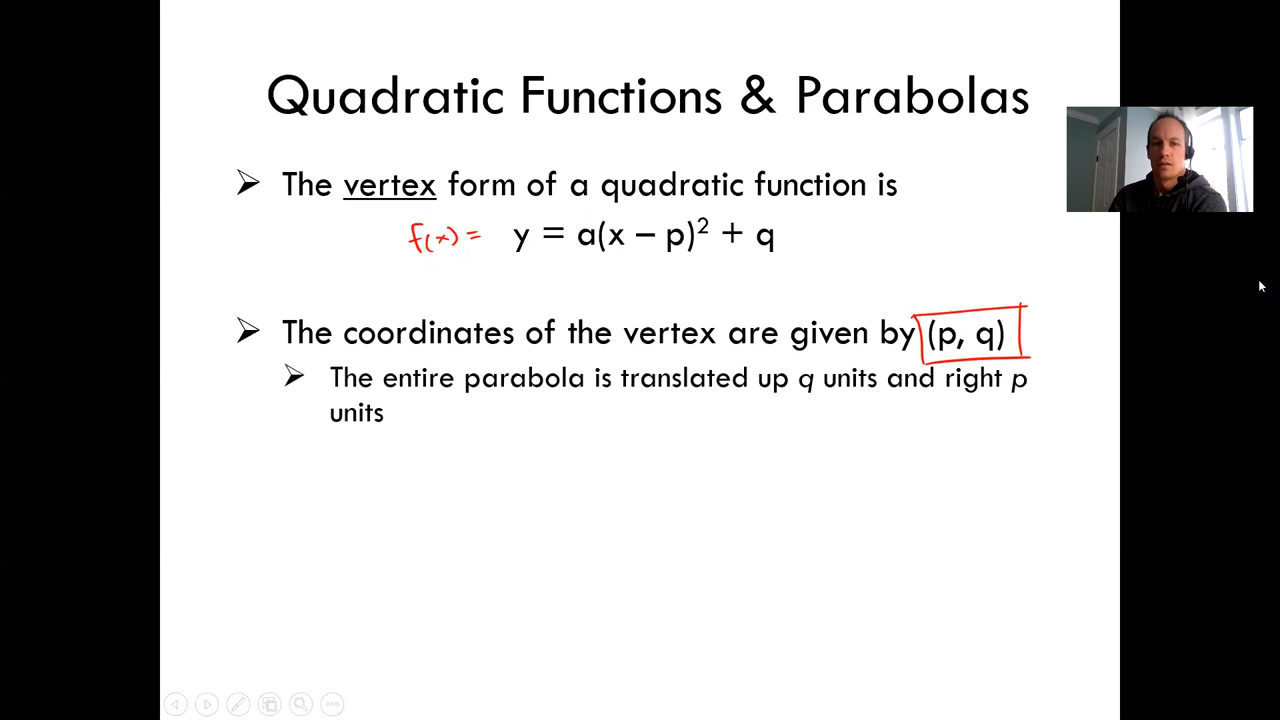 Quadratic Functions & Parabolas
The vertex form of a quadratic function is
f(x) = y = a(x – p)² + q
The coordinates of the vertex are given by (p, q)
The entire parabola is translated up q units and right p
units